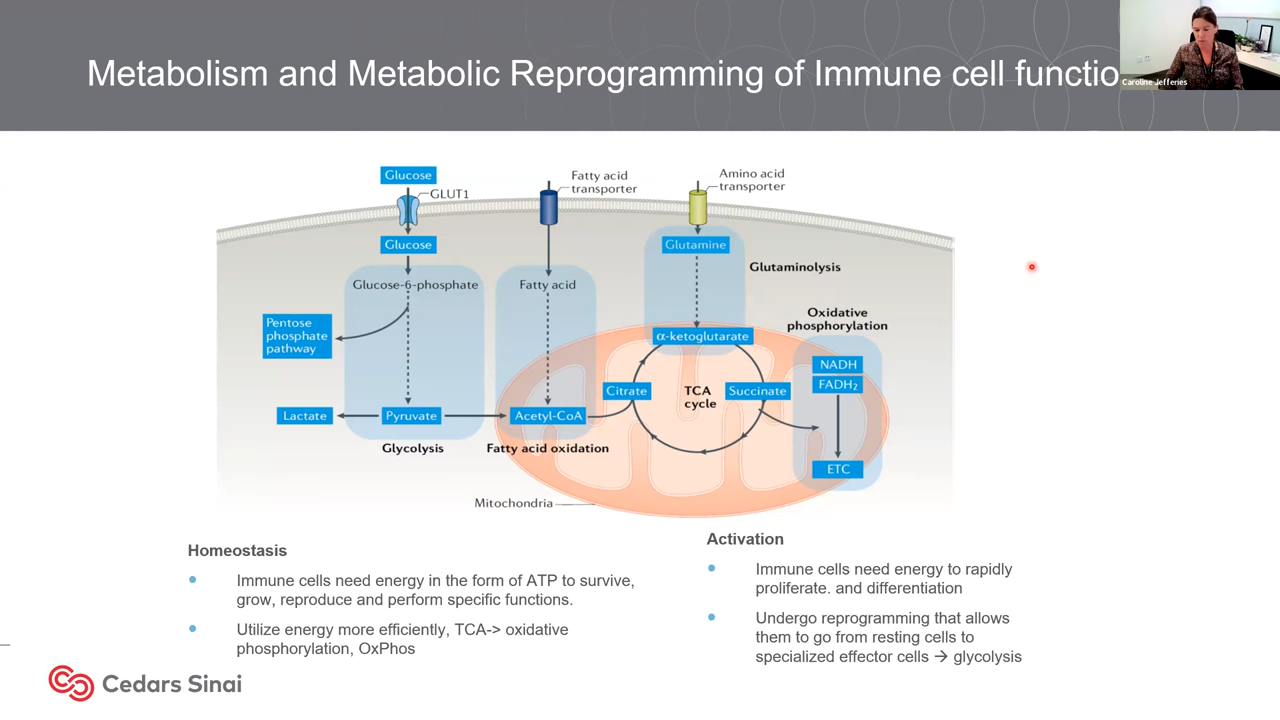 Metabolism and Metabolic Reprogramming of Immune cell functio
Caroline Jefferies
Glucose
GLUT1
Fatty acid
transporter
Amino acid
transporter
Glucose
Glutamine
Glutaminolysis
Glucose-6-phosphate
Fatty acid
Oxidative
phosphorylation
Pentose
phosphate
pathway
α-ketoglutarate
NADH
FADH₂
Citrate
TCA
cycle
Succinate
Lactate
Pyruvate
Acetyl-CoA
Glycolysis
Fatty acid oxidation
ETC
Mitochondria
Homeostasis
• Immune cells need energy in the form of ATP to survive,
grow, reproduce and perform specific functions.
• Utilize energy more efficiently, TCA-> oxidative
phosphorylation, OxPhos
Activation
• Immune cells need energy to rapidly
proliferate. and differentiation
• Undergo reprogramming that allows
them to go from resting cells to
specialized effector cells → glycolysis
Cedars Sinai